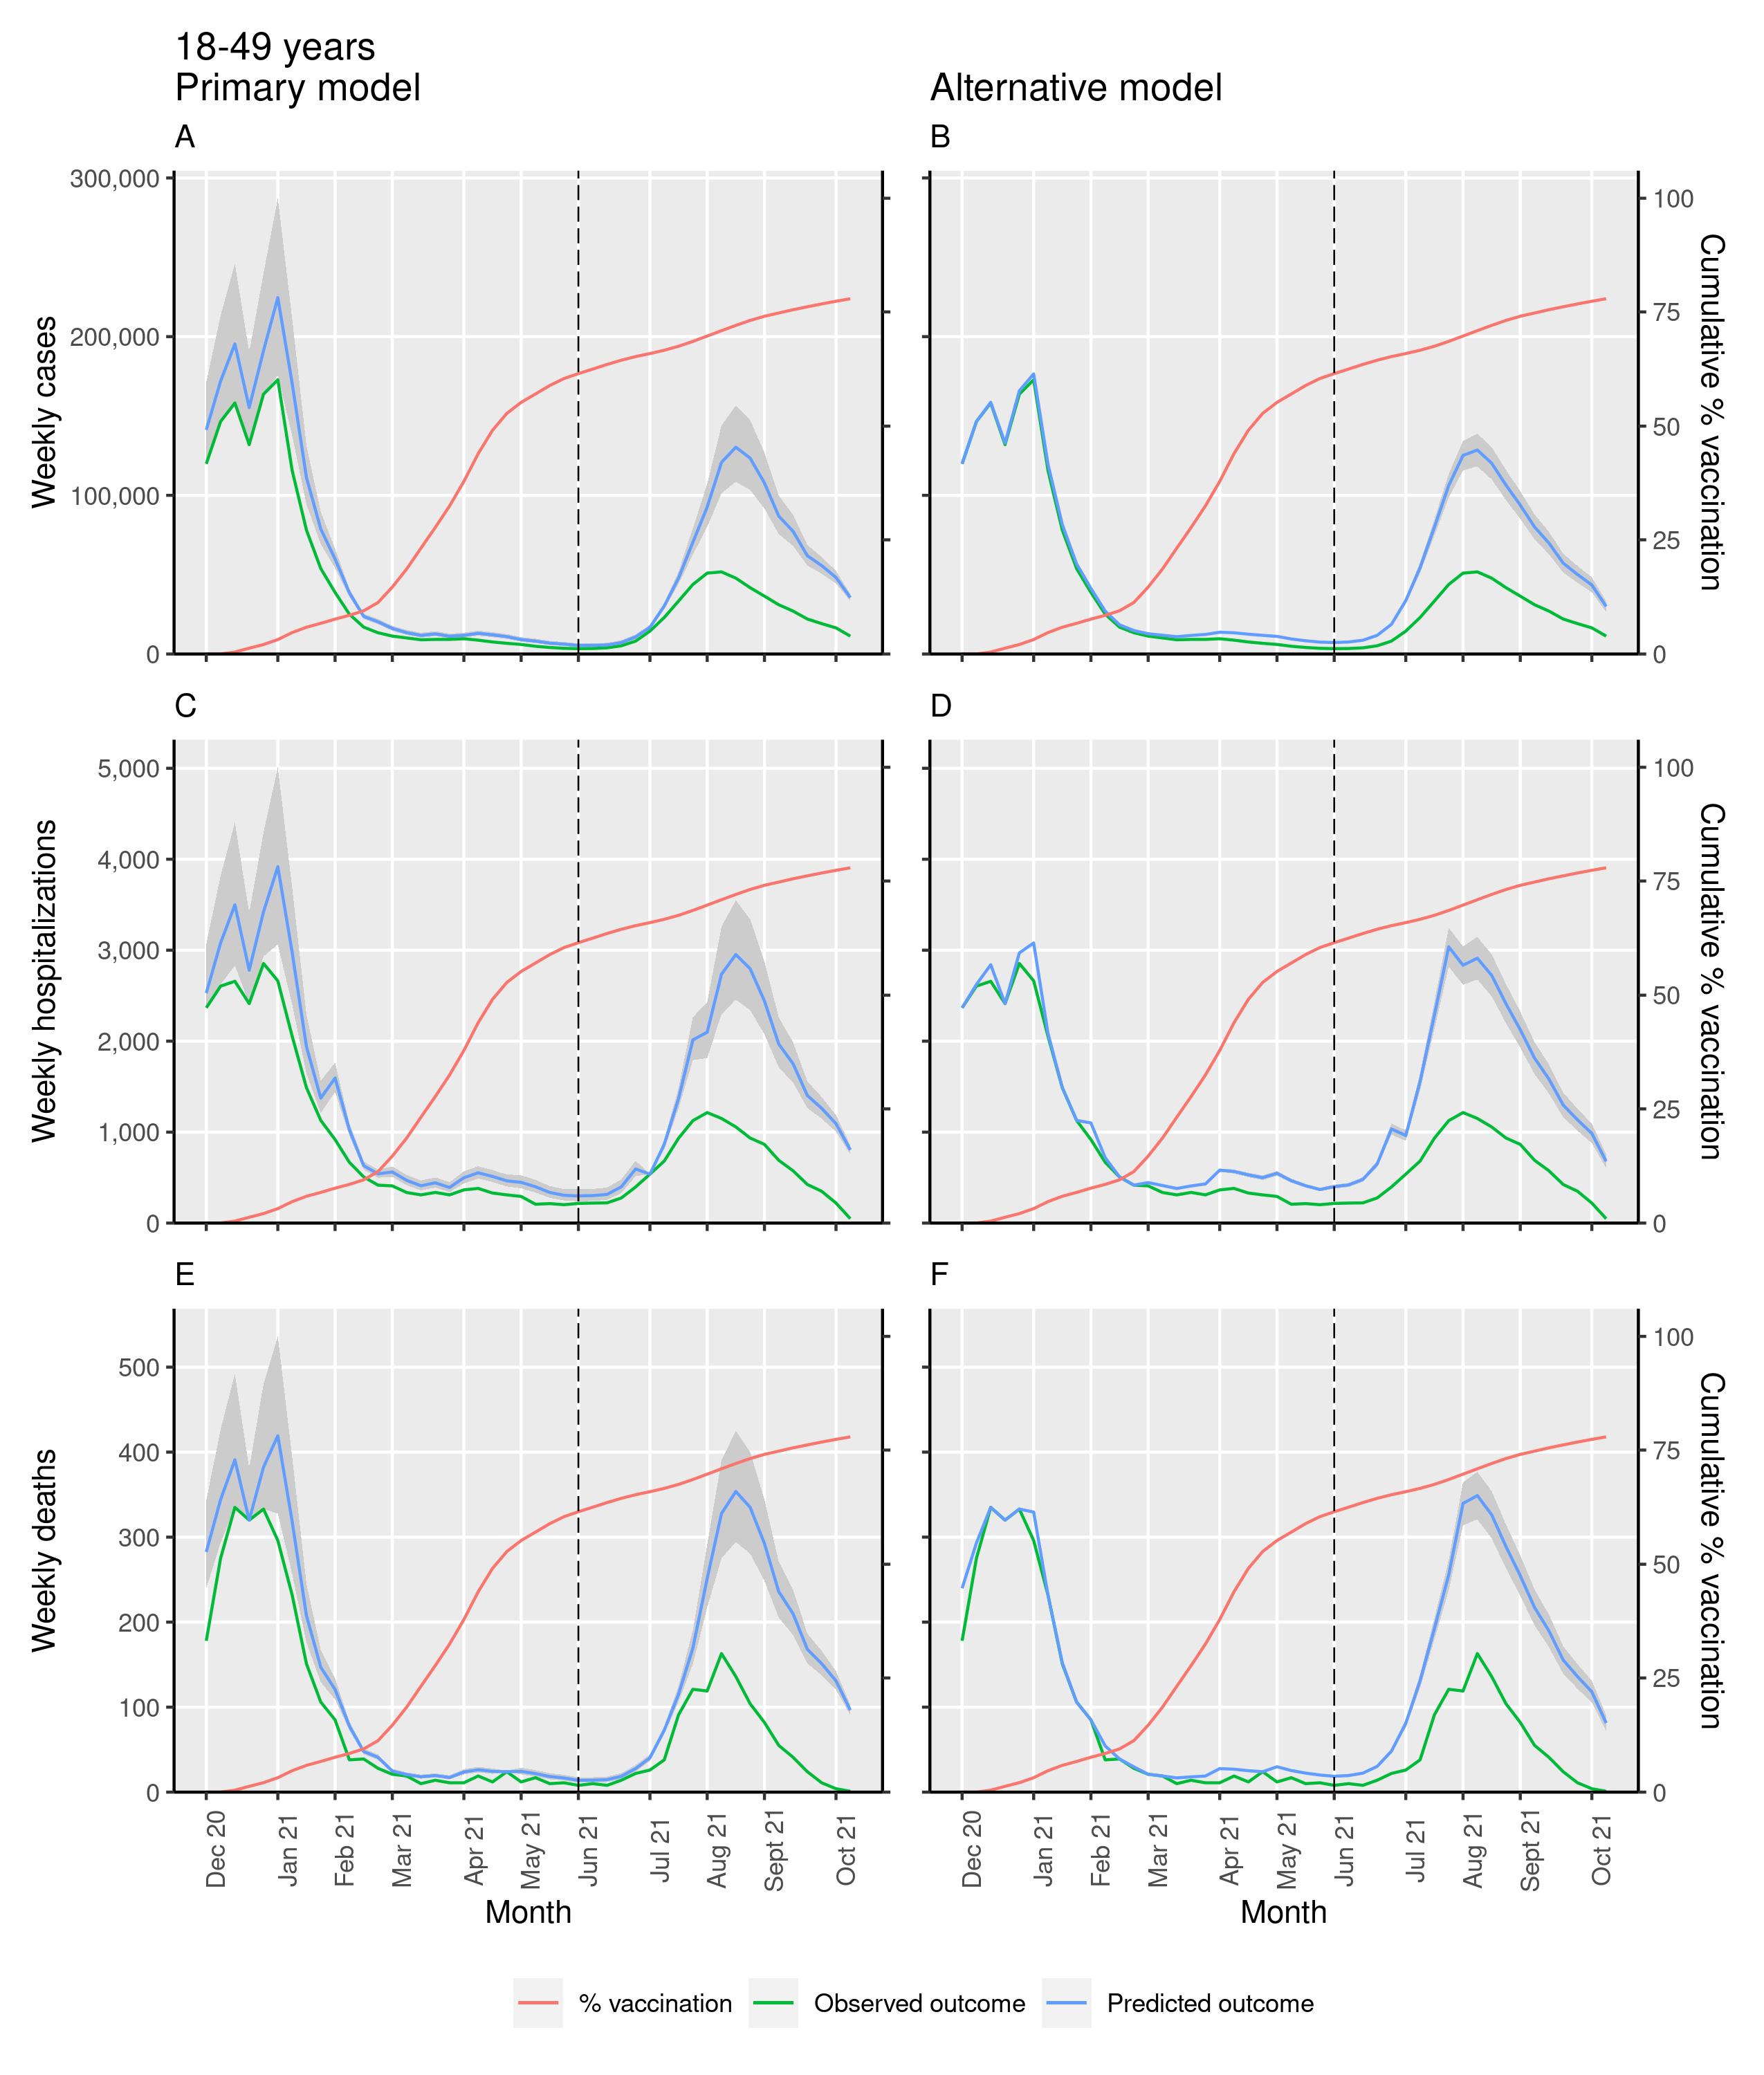 18-49 years
Primary model
Alternative model
A
B
300,000
200,000
100,000
0
Weekly cases
100
75
50
25
0
Cumulative % vaccination
C
D
5,000
4,000
3,000
2,000
1,000
0
Weekly hospitalizations
100
75
50
25
0
Cumulative % vaccination
E
F
500
400
300
200
100
0
Weekly deaths
100
75
50
25
0
Cumulative % vaccination
Dec 20 Jan 21 Feb 21 Mar 21 Apr 21 May 21 Jun 21 Jul 21 Aug 21 Sept 21 Oct 21
Dec 20 Jan 21 Feb 21 Mar 21 Apr 21 May 21 Jun 21 Jul 21 Aug 21 Sept 21 Oct 21
Month
Month
% vaccination Observed outcome Predicted outcome